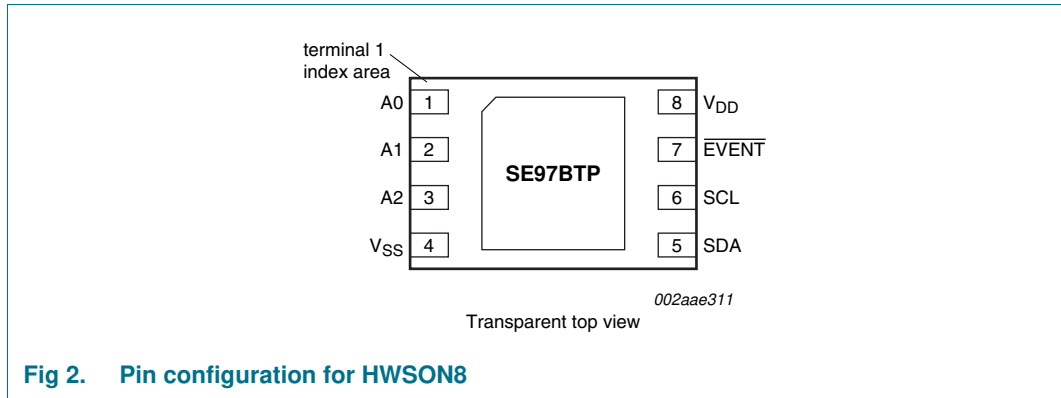 terminal 1
index area
A0 1
A1 2
A2 3
VSS 4
SE97BTP
8 VDD
7 EVENT
6 SCL
5 SDA
002aae311
Transparent top view
Fig 2. Pin configuration for HWSON8